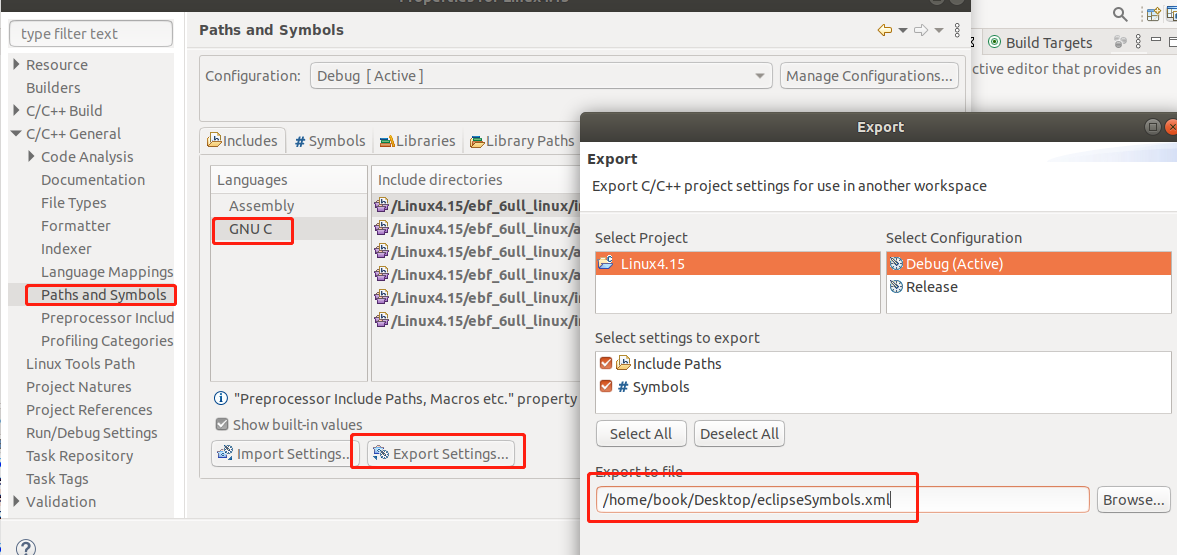 Paths and Symbols
type filter text
Resource
Builders
C/C++ Build
C/C++ General
Code Analysis
Documentation
File Types
Formatter
Indexer
Language Mappings
Paths and Symbols
Preprocessor Includ
Profiling Categories
Linux Tools Path
Project Natures
Project References
Run/Debug Settings
Task Repository
Task Tags
Validation
Configuration:
Debug [Active]
Manage Configurations...
Includes
# Symbols
Libraries
Library Paths
Languages
Assembly
GNU C
Include directories
/Linux4.15/ebf_6ull_linux/i
/Linux4.15/ebf_6ull_linux/a
/Linux4.15/ebf_6ull_linux/a
/Linux4.15/ebf_6ull_linux/a
/Linux4.15/ebf_6ull_linux/i
/Linux4.15/ebf_6ull_linux/i
"Preprocessor Include Paths, Macros etc." property
Show built-in values
Import Settings...
Export Settings...
Build Targets
ctive editor that provides an
Export
Export
Export C/C++ project settings for use in another workspace
Select Project
Linux4.15
Select Configuration
Debug (Active)
Release
Select settings to export
Include Paths
# Symbols
Select All
Deselect All
Export to file
/home/book/Desktop/eclipseSymbols.xml
Browse...